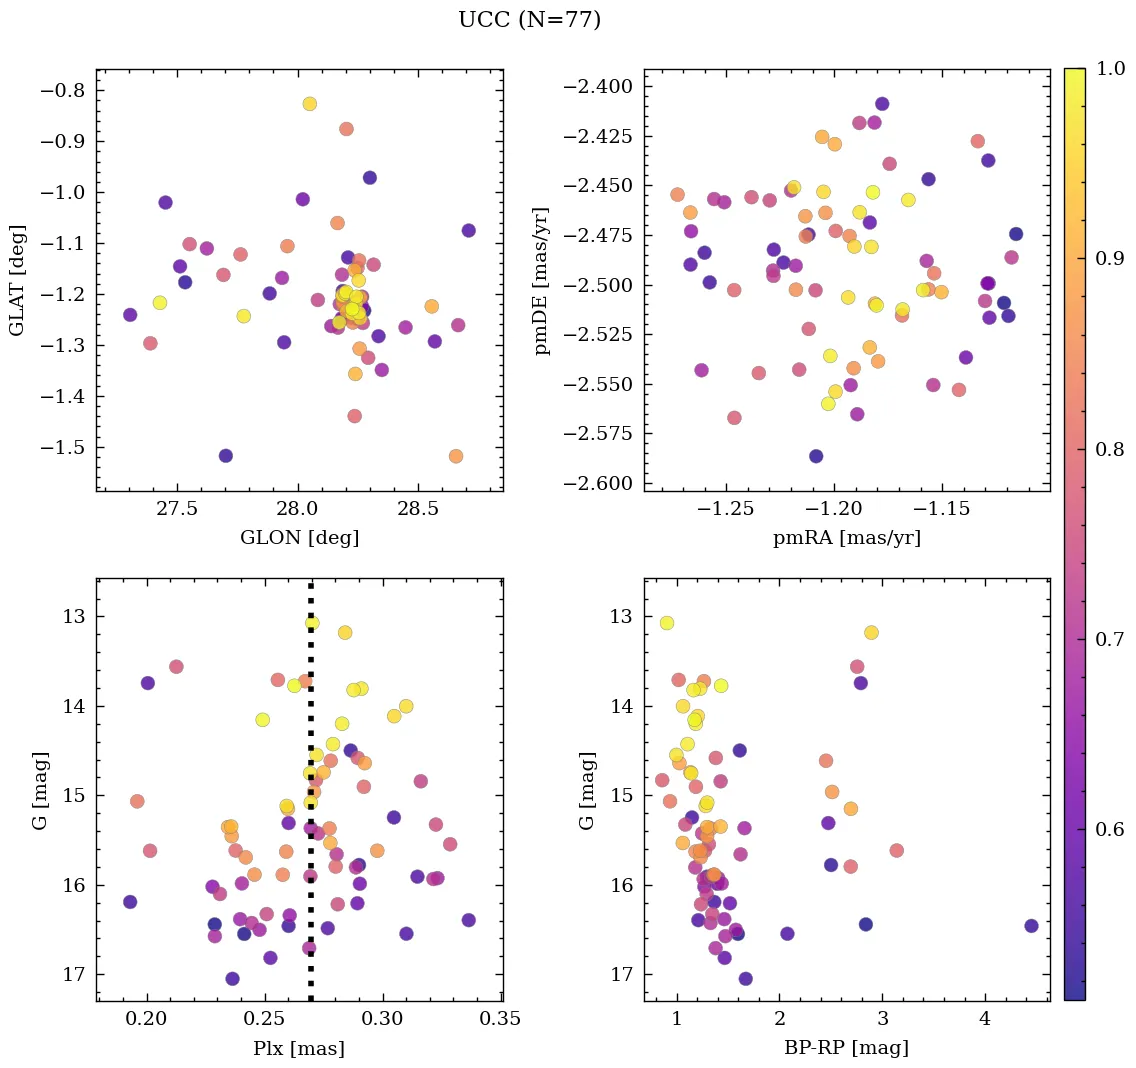 UCC (N=77)
−0.8
−0.9
−1.0
−1.1
−1.2
−1.3
−1.4
−1.5
GLAT [deg]
27.5 28.0 28.5
GLON [deg]
−2.400
−2.425
−2.450
−2.475
−2.500
−2.525
−2.550
−2.575
−2.600
pmDE [mas/yr]
−1.25 −1.20 −1.15
pmRA [mas/yr]
1.0
0.9
0.8
0.7
0.6
13
14
15
16
17
G [mag]
0.20 0.25 0.30 0.35
Plx [mas]
13
14
15
16
17
G [mag]
1 2 3 4
BP-RP [mag]